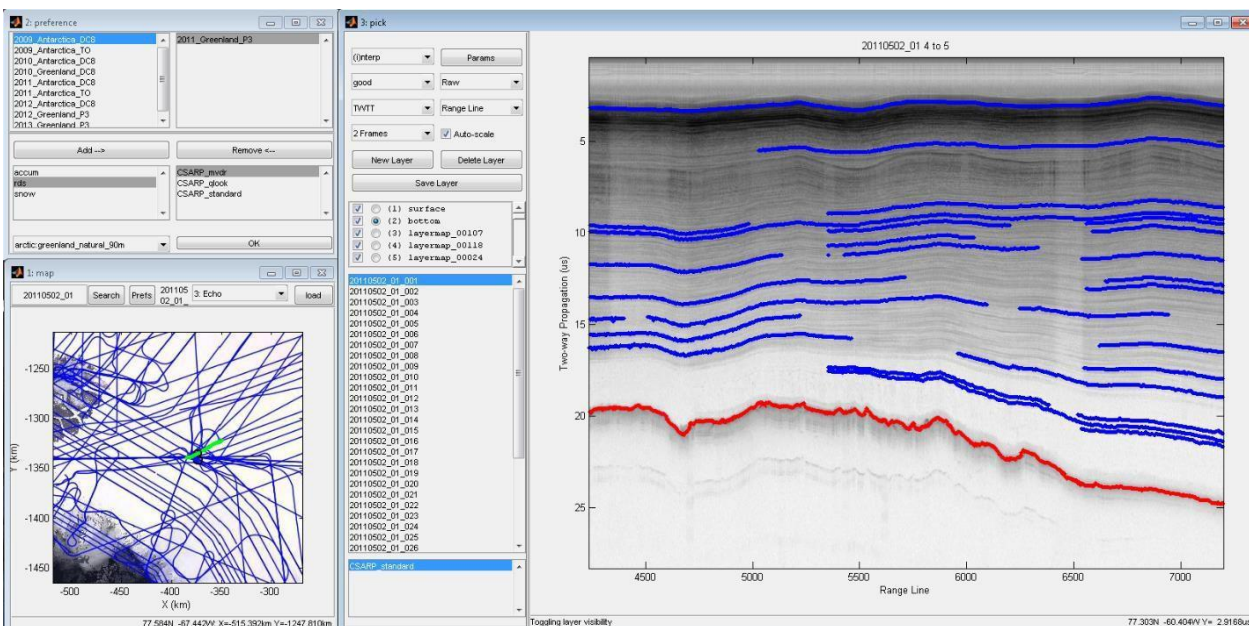 2: preference
2009_Antarctica_DC8
2009_Antarctica_TO
2010_Antarctica_DC8
2010_Greenland_DC8
2011_Antarctica_DC8
2011_Antarctica_TO
2012_Antarctica_DC8
2012_Greenland_P3
2013_Greenland_P3
2011_Greenland_P3
Add -->
Remove <--
accum
rds
snow
CSARP_mvdr
CSARP_qlook
CSARP_standard
arctic:greenland_natural_90m
OK
1: map
20110502_01
Search
Prefs
201105
02_01_
3: Echo
load
-1250
-1300
-1350
-1400
-1450
Y (km)
-500
-450
-400
-350
-300
X (km)
77.584N -67.442W X=-515.392km Y=-1247.810km
3: pick
(i)nterp
Params
good
Raw
TWTT
Range Line
2 Frames
Auto-scale
New Layer
Delete Layer
Save Layer
(1) surface
(2) bottom
(3) layermap_00107
(4) layermap_00118
(5) layermap_00024
20110502_01_001
20110502_01_002
20110502_01_003
20110502_01_004
20110502_01_005
20110502_01_006
20110502_01_007
20110502_01_008
20110502_01_009
20110502_01_010
20110502_01_011
20110502_01_012
20110502_01_013
20110502_01_014
20110502_01_015
20110502_01_016
20110502_01_017
20110502_01_018
20110502_01_019
20110502_01_020
20110502_01_021
20110502_01_022
20110502_01_023
20110502_01_024
20110502_01_025
20110502_01_026
CSARP_standard
20110502_01 4 to 5
5
10
15
20
25
Two-way Propagation (us)
4500
5000
5500
6000
6500
7000
Range Line
Toggling layer visibility
77.303N -60.404W Y= 2.9168us